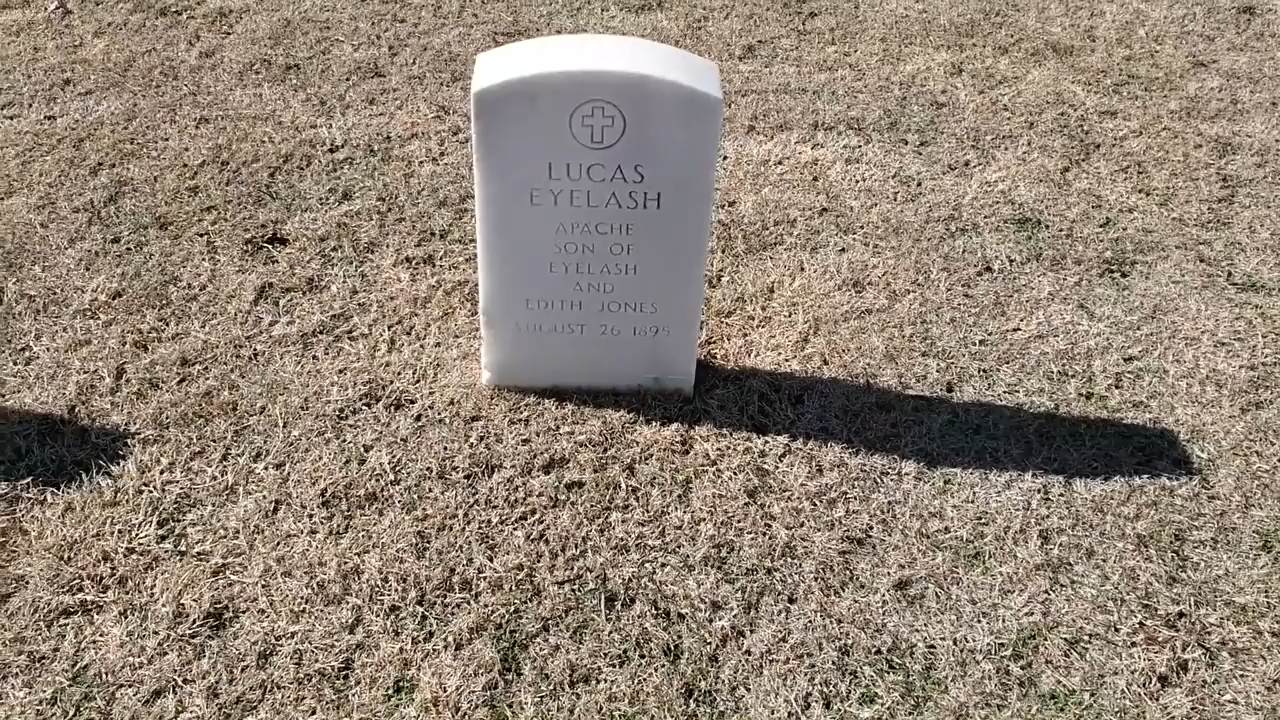 LUCAS
EYELASH
APACHE
SON OF
EYELASH
AND
EDITH JONES
AUGUST 26 1895